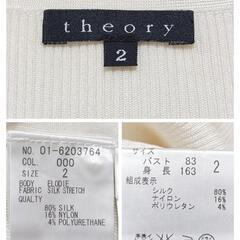 theory
2
NO. 01-6203764
COL. 000
SIZE 2
BODY ELODIE
FABRIC SILK STRETCH
80% SILK
16% NYLON
4% POLYURETHANE
サイズ
バスト 83
身長 163
2
組成表示
シルク 80%
ナイロン 16%
ポリウレタン 4%